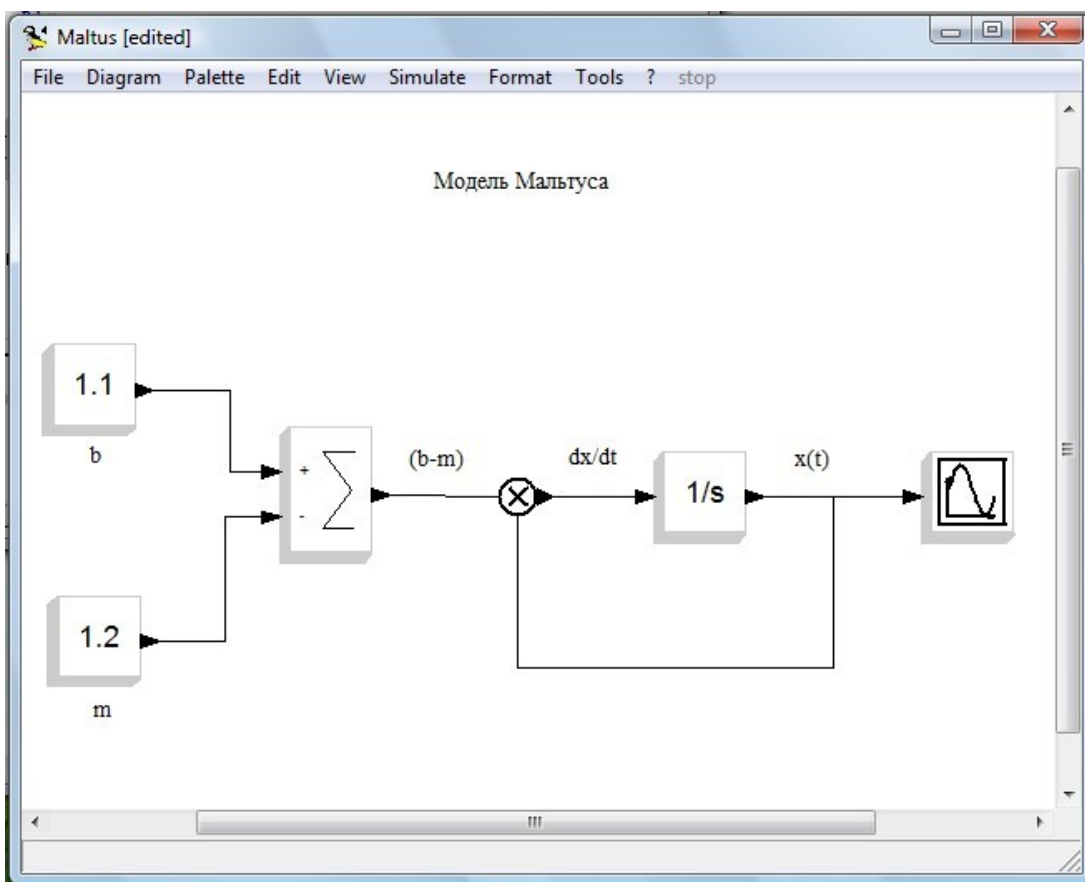 Maltus [edited]
File Diagram Palette Edit View Simulate Format Tools ? stop
Модель Мальтуса
1.1
b
+
-
(b-m)
dx/dt
1/s
x(t)
1.2
m